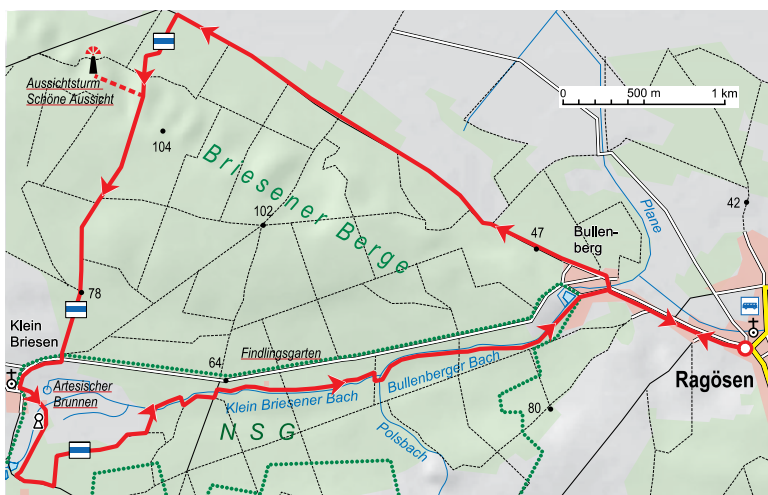 Aussichtsturm
Schöne Aussicht
0 500 m 1 km
104
Briesener Berge
102
42
Plane
47
Bullen-
berg
78
Klein
Briesen
Findlingsgarten
64
Ragösen
Artesischer
Brunnen
Bullenberger Bach
Klein Briesener Bach
80
NSG
Polsbach